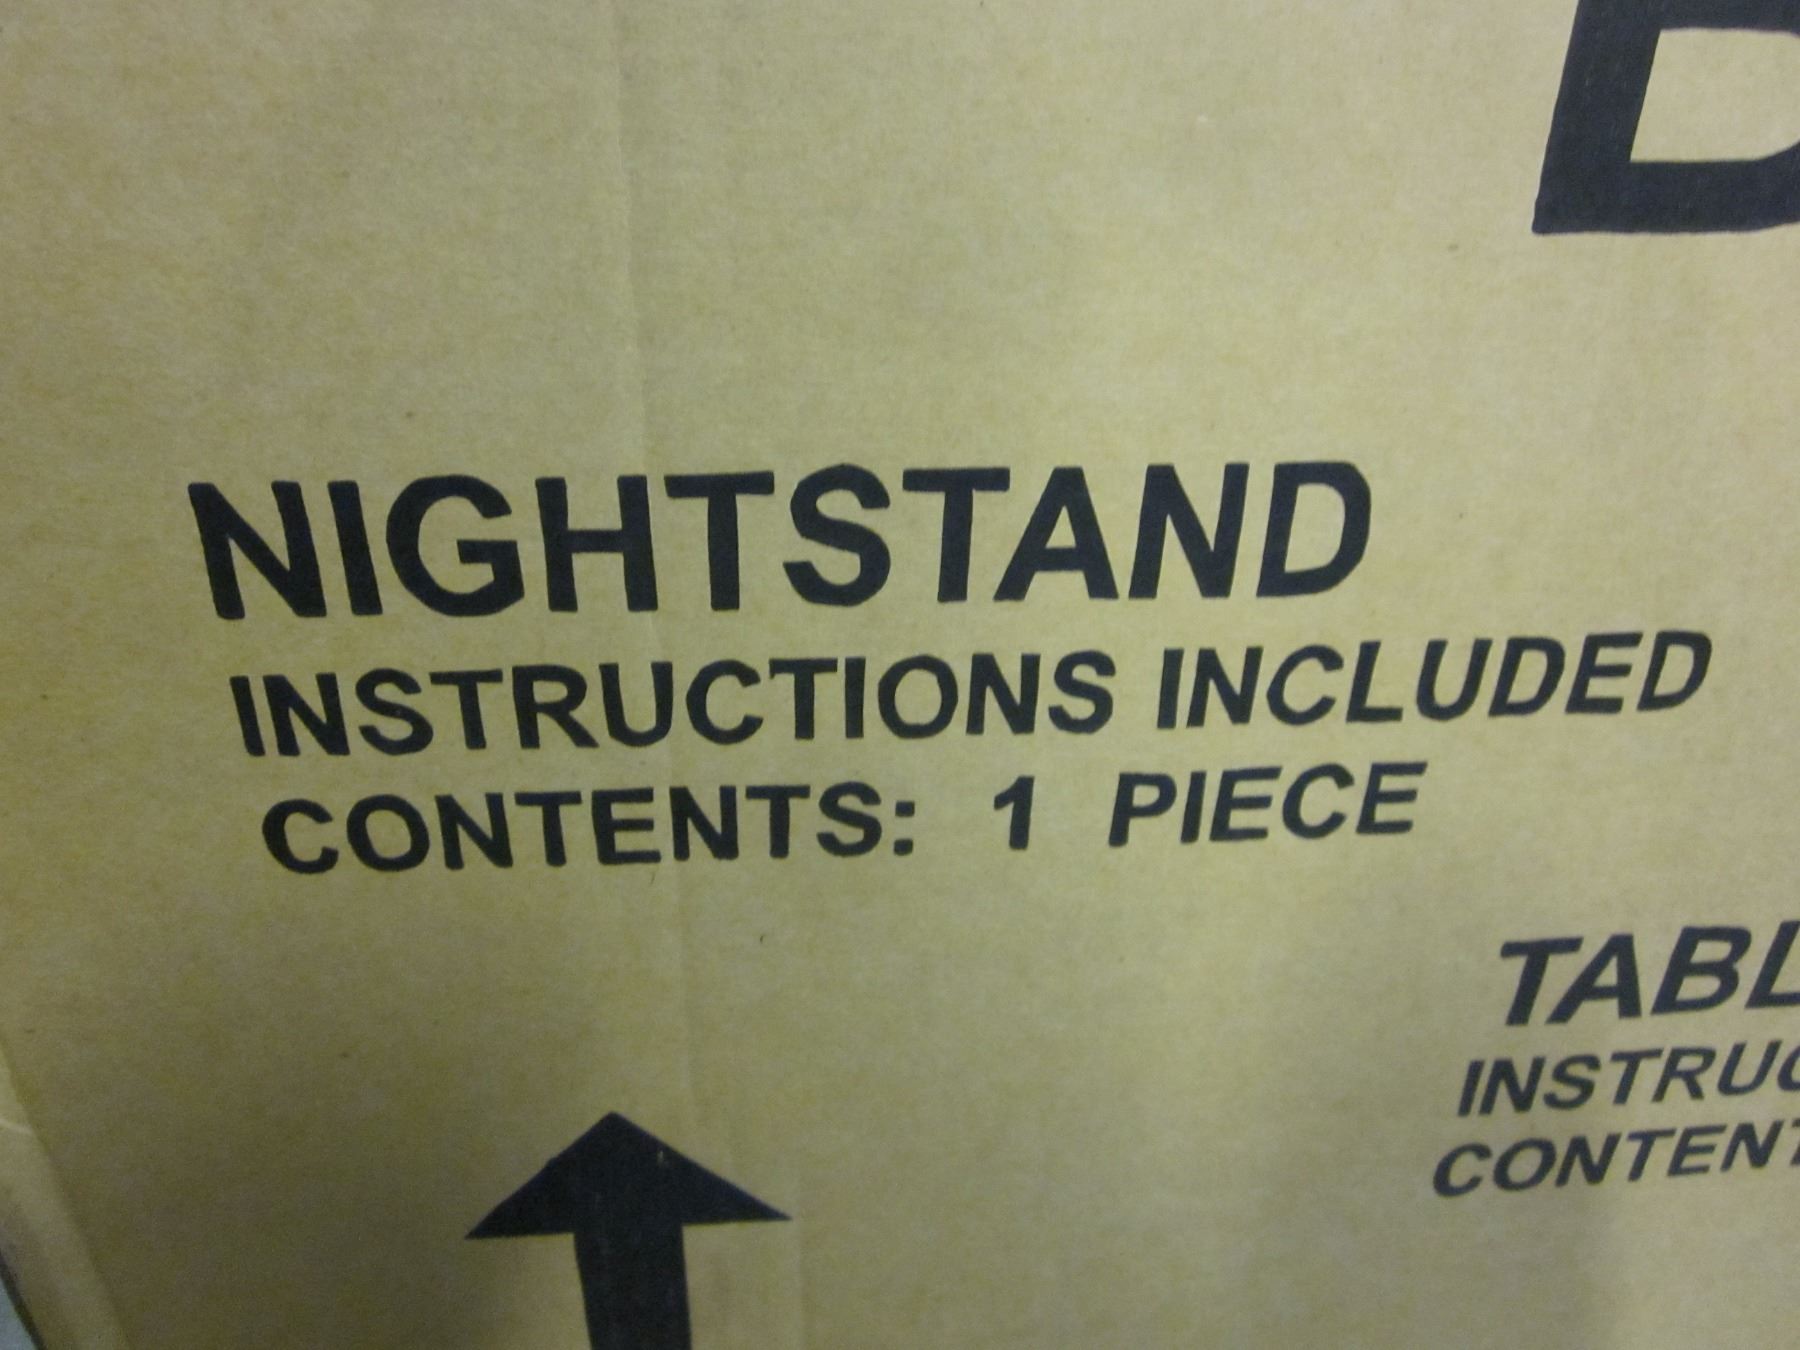 NIGHTSTAND
INSTRUCTIONS INCLUDED
CONTENTS: 1 PIECE